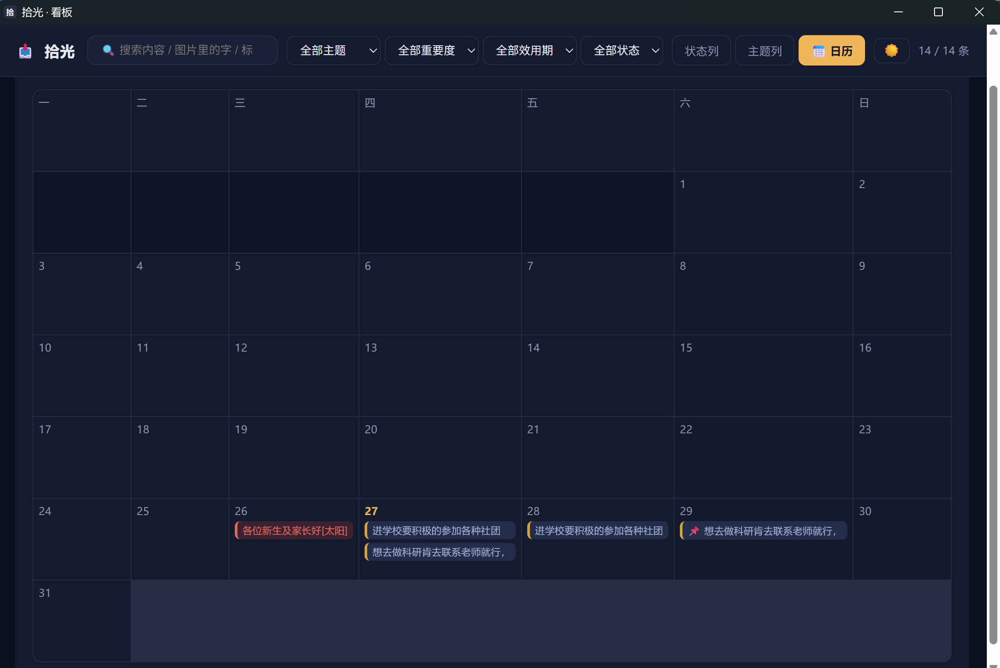 拾 拾光 · 看板
拾光 搜索内容 / 图片里的字 / 标 全部主题 全部重要度 全部效用期 全部状态 状态列 主题列 日历 14 / 14 条
一 二 三 四 五 六 日
1 2
3 4 5 6 7 8 9
10 11 12 13 14 15 16
17 18 19 20 21 22 23
24 25 26 27 28 29 30
各位新生及家长好[太阳] 进学校要积极的参加各种社团 进学校要积极的参加各种社团 想去做科研肯去联系老师就行，
想去做科研肯去联系老师就行，
31